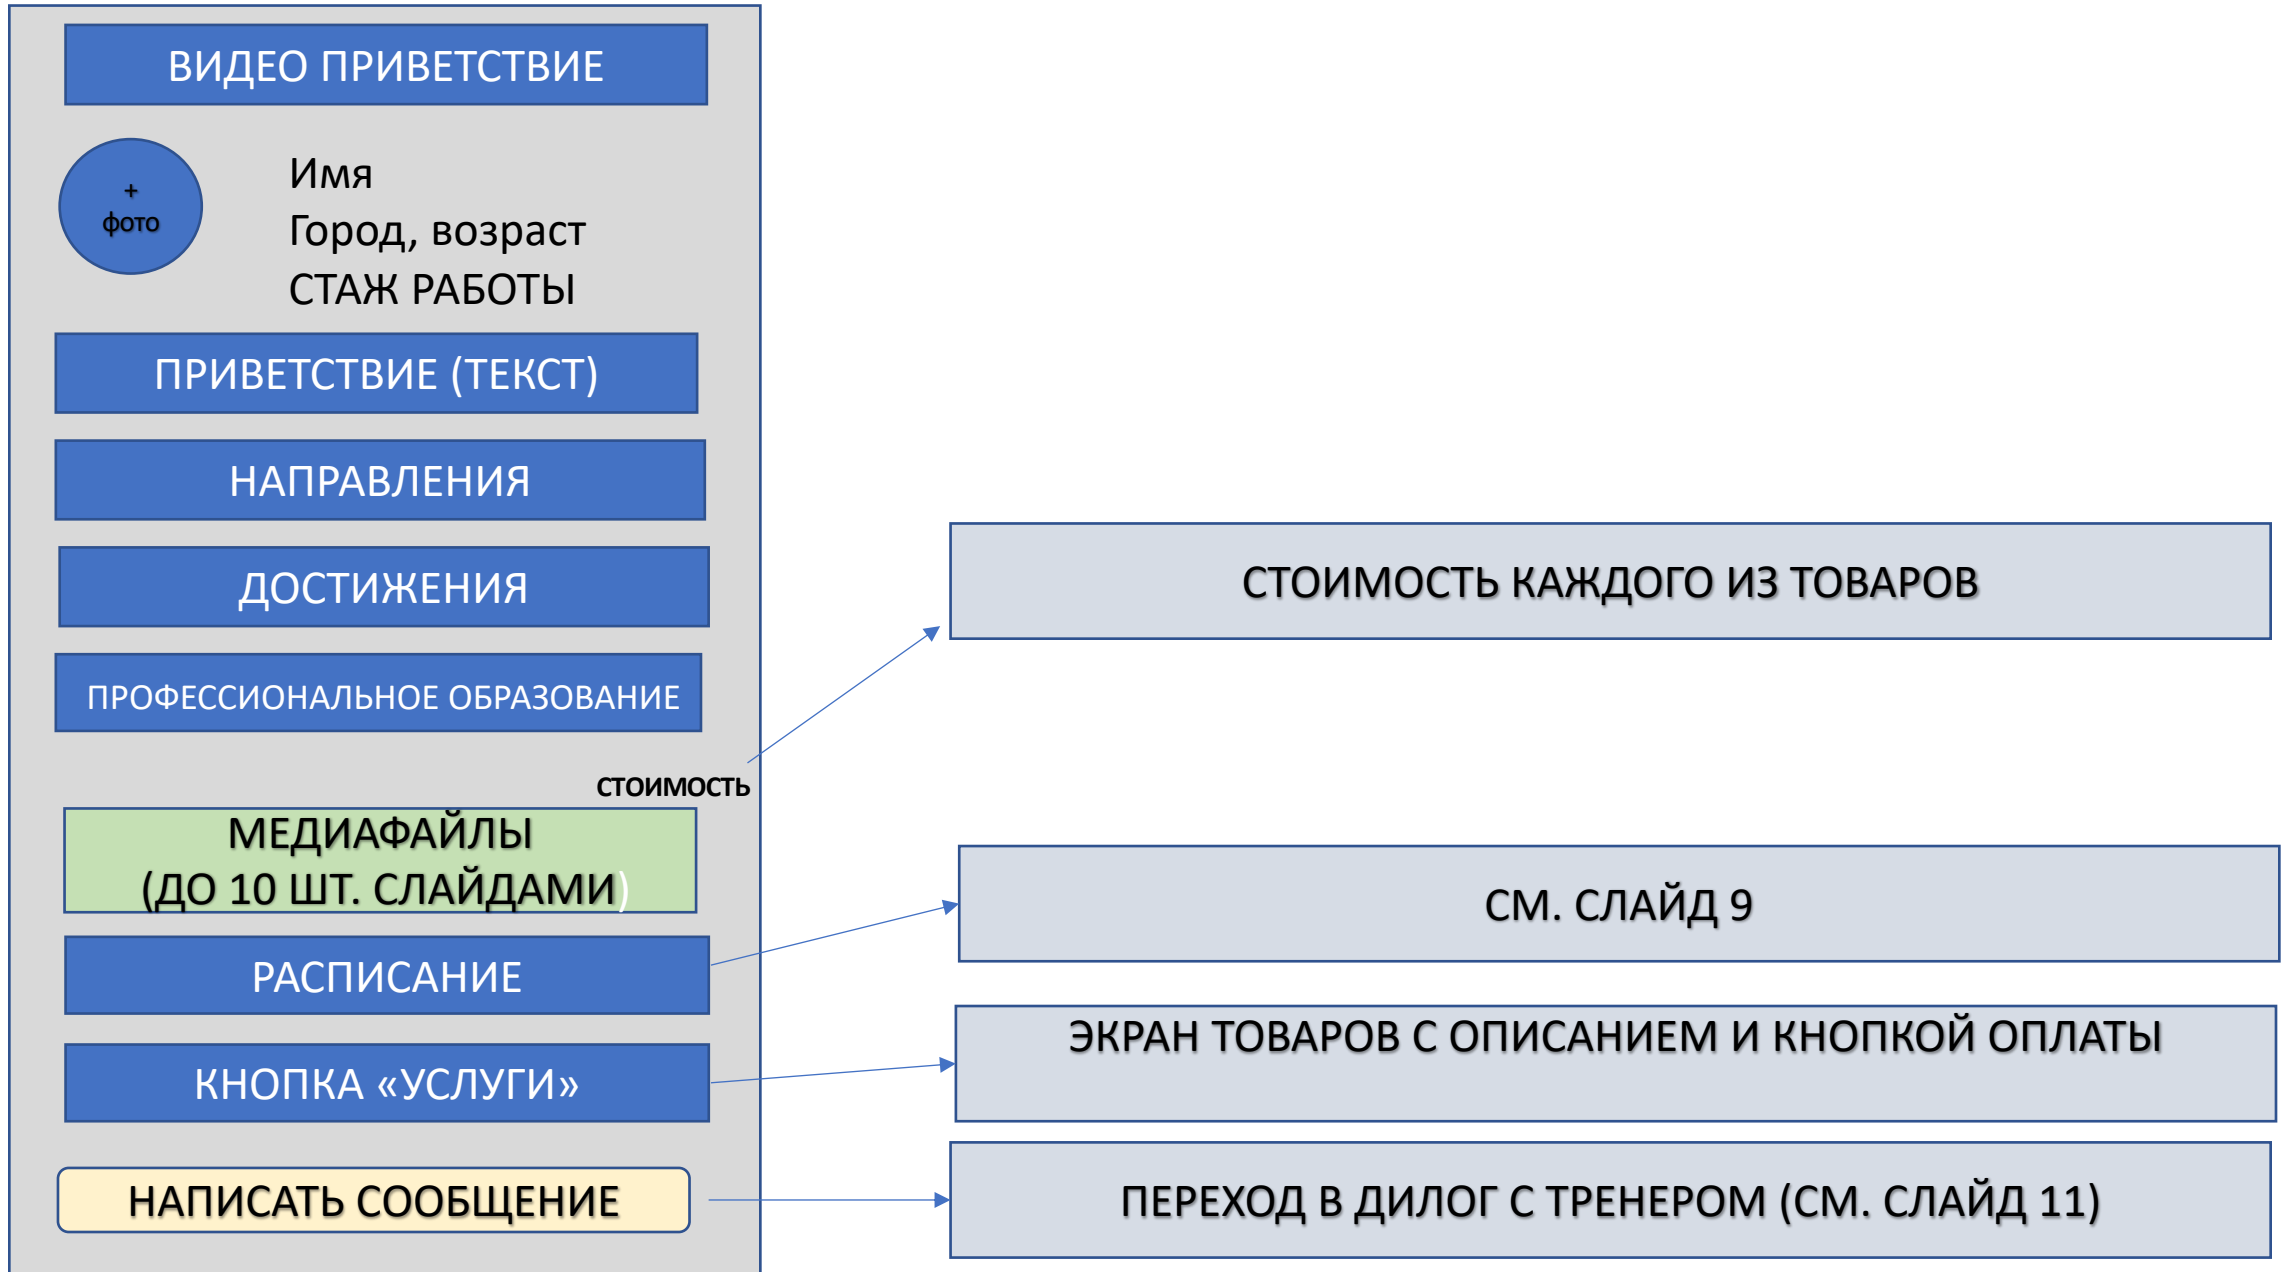 ВИДЕО ПРИВЕТСТВИЕ
+
фото
Имя
Город, возраст
СТАЖ РАБОТЫ
ПРИВЕТСТВИЕ (ТЕКСТ)
НАПРАВЛЕНИЯ
ДОСТИЖЕНИЯ
ПРОФЕССИОНАЛЬНОЕ ОБРАЗОВАНИЕ
стоимость
МЕДИАФАЙЛЫ
(ДО 10 ШТ. СЛАЙДАМИ)
РАСПИСАНИЕ
КНОПКА «УСЛУГИ»
НАПИСАТЬ СООБЩЕНИЕ
СТОИМОСТЬ КАЖДОГО ИЗ ТОВАРОВ
СМ. СЛАЙД 9
ЭКРАН ТОВАРОВ С ОПИСАНИЕМ И КНОПКОЙ ОПЛАТЫ
ПЕРЕХОД В ДИЛОГ С ТРЕНЕРОМ (СМ. СЛАЙД 11)